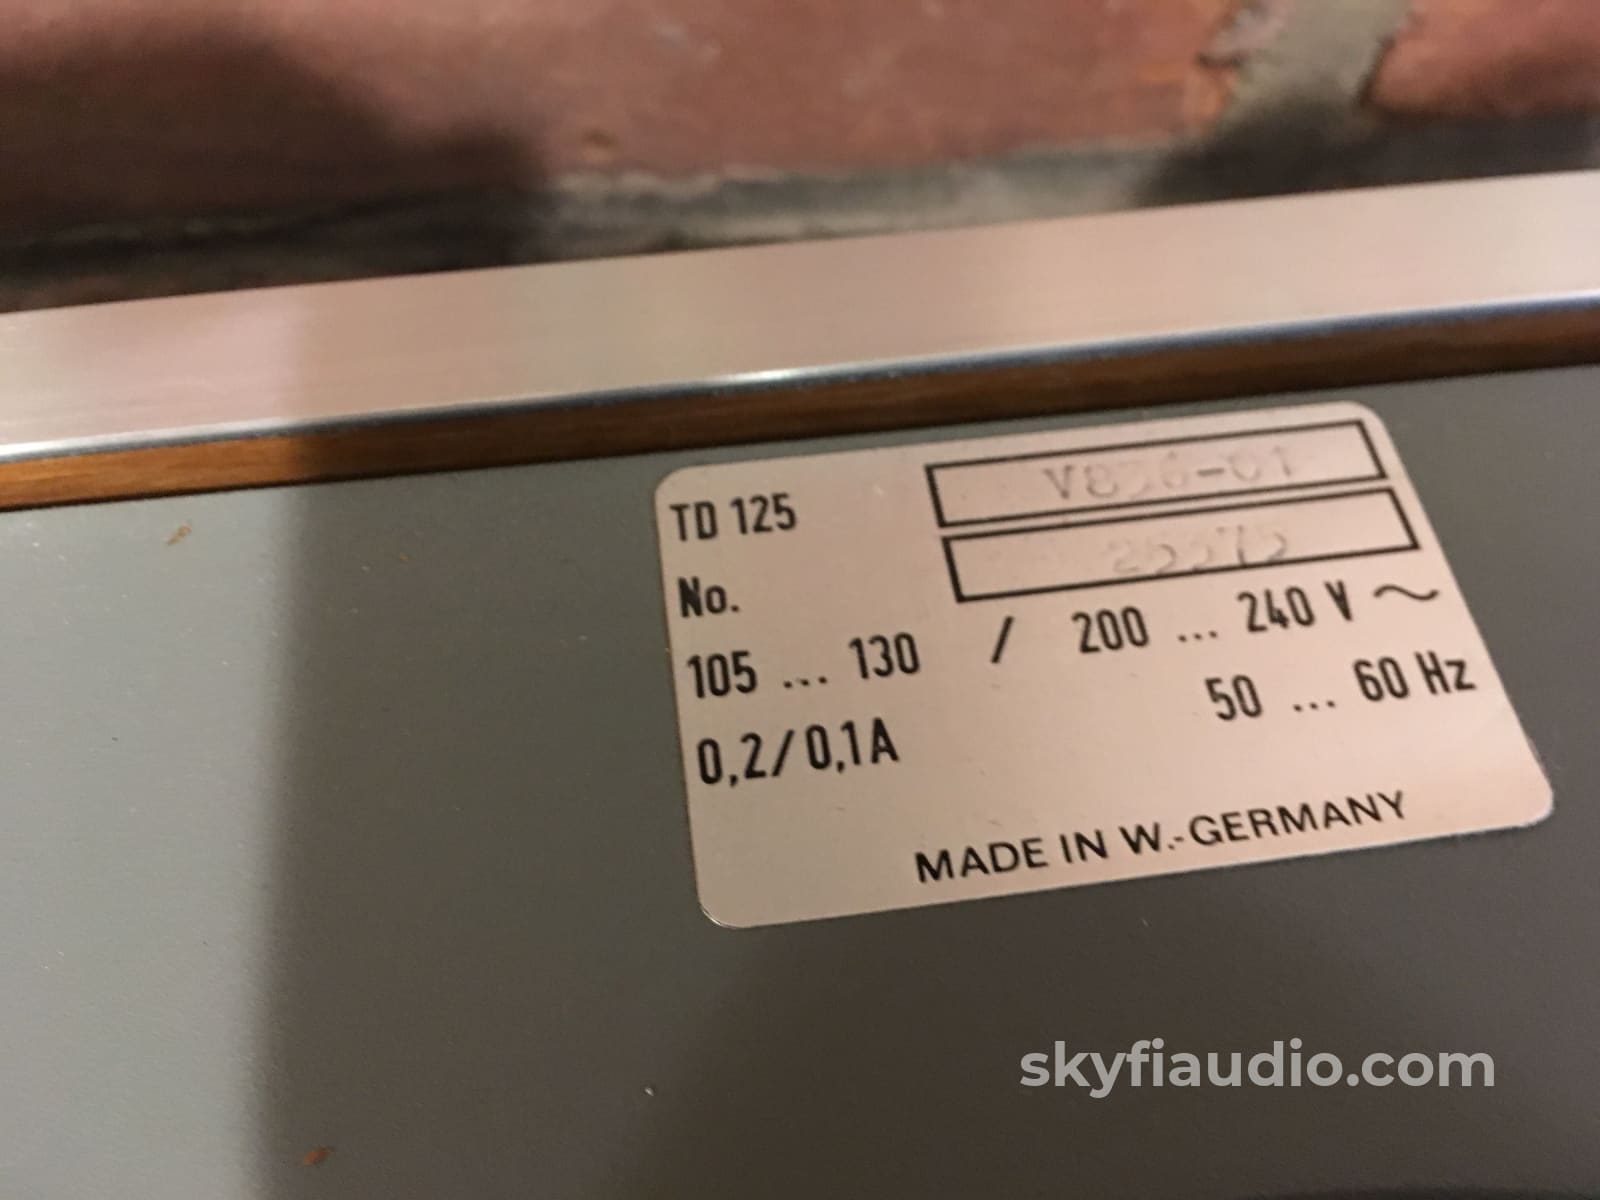 TD 125
No.
105 ... 130 / 200 ... 240 V ~
50 ... 60 Hz
0,2/0,1A
MADE IN W.-GERMANY
skyfiaudio.com